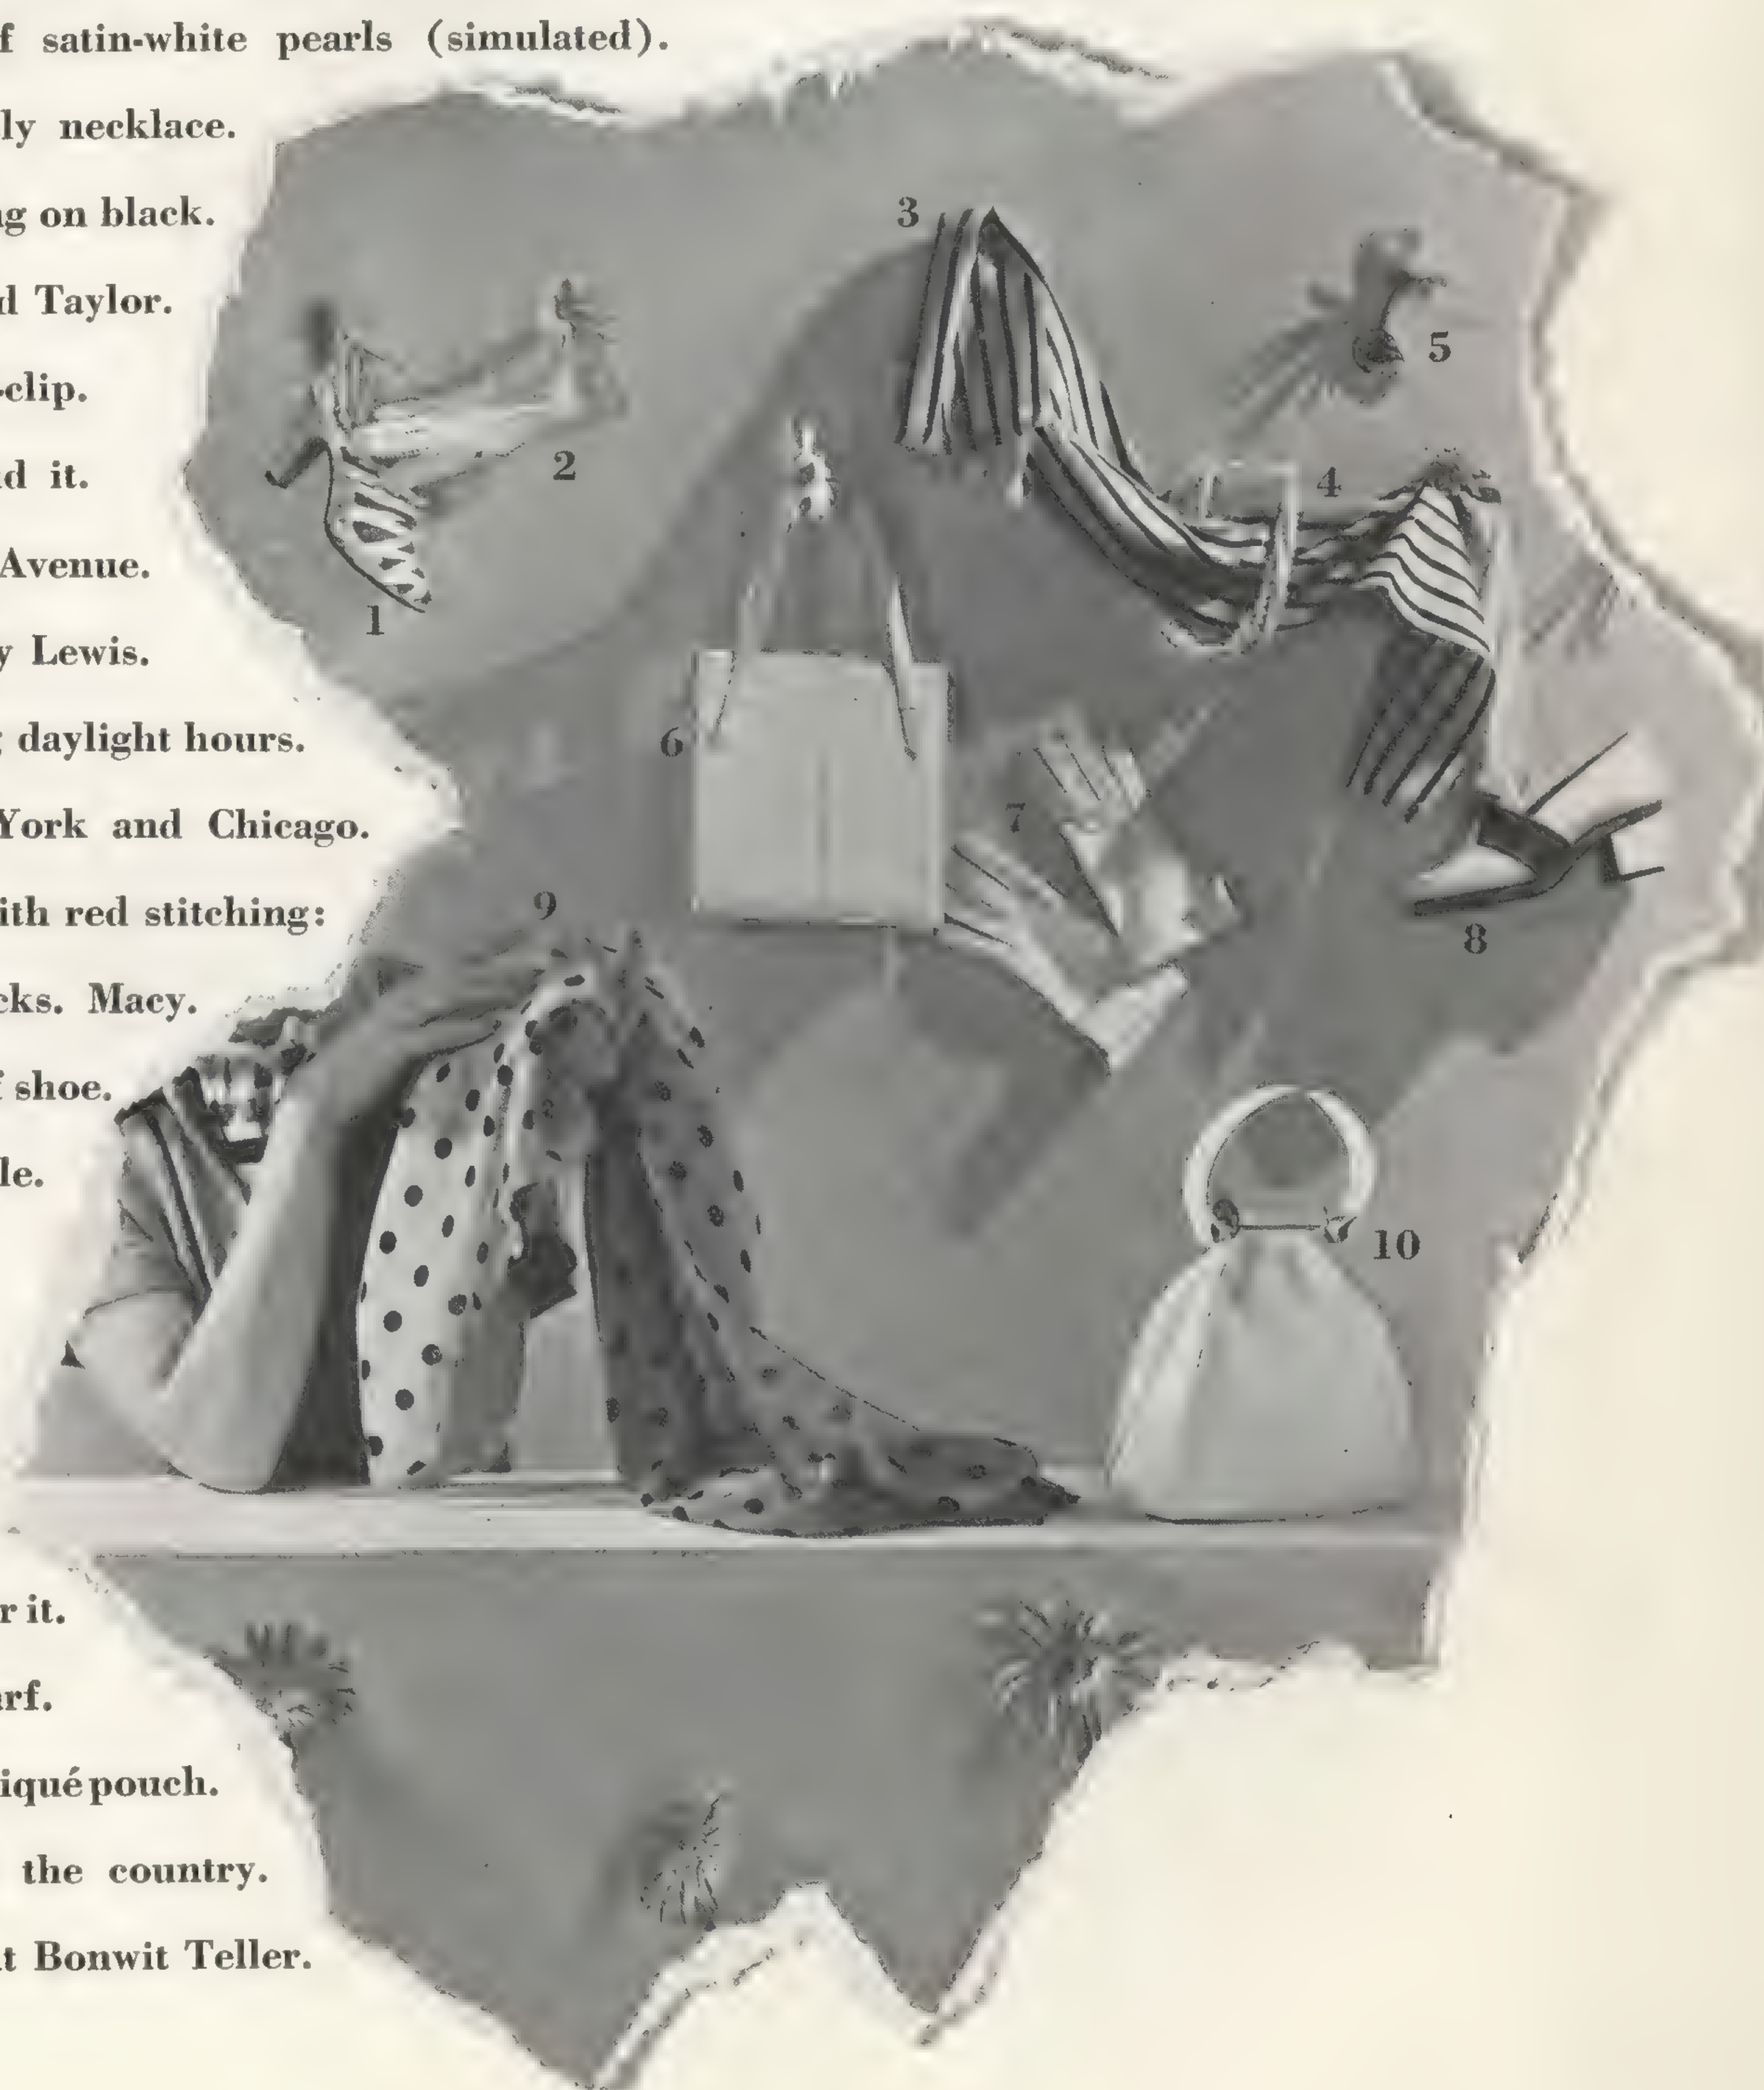 f satin-white pearls (simulated).
ly necklace.
g on black.
d Taylor.
-clip.
d it.
Avenue.
y Lewis.
daylight hours.
York and Chicago.
ith red stitching:
cks. Macy.
f shoe.
le.
r it.
arf.
iqué pouch.
the country.
t Bonwit Teller.
3
5
2
4
1
6
7
9
8
10